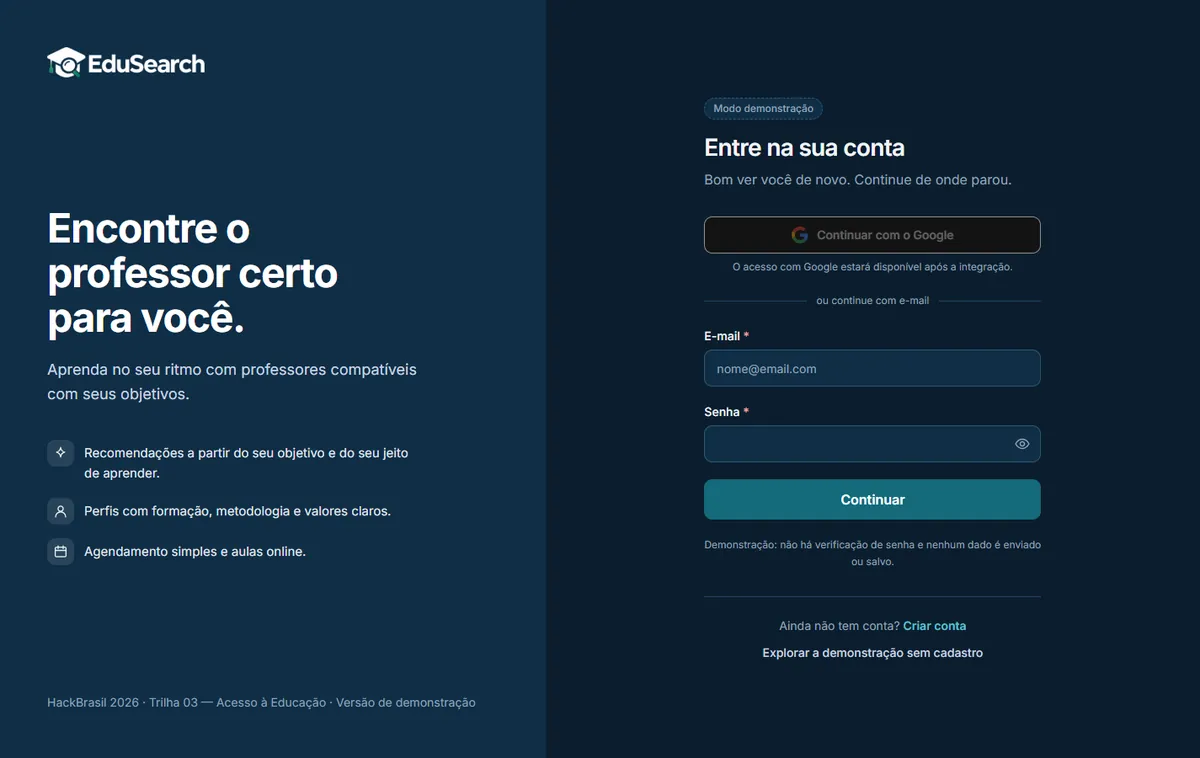 EduSearch
Encontre o
professor certo
para você.
Aprenda no seu ritmo com professores compatíveis
com seus objetivos.
Recomendações a partir do seu objetivo e do seu jeito
de aprender.
Perfis com formação, metodologia e valores claros.
Agendamento simples e aulas online.
HackBrasil 2026 · Trilha 03 — Acesso à Educação · Versão de demonstração
Modo demonstração
Entre na sua conta
Bom ver você de novo. Continue de onde parou.
Continuar com o Google
O acesso com Google estará disponível após a integração.
ou continue com e-mail
E-mail *
nome@email.com
Senha *
Continuar
Demonstração: não há verificação de senha e nenhum dado é enviado
ou salvo.
Ainda não tem conta? Criar conta
Explorar a demonstração sem cadastro